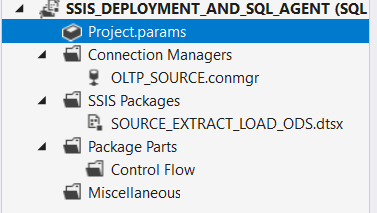 SSIS_DEPLOYMENT_AND_SQL_AGENT (SQL
Project.params
Connection Managers
OLTP_SOURCE.conmgr
SSIS Packages
SOURCE_EXTRACT_LOAD_ODS.dtsx
Package Parts
Control Flow
Miscellaneous